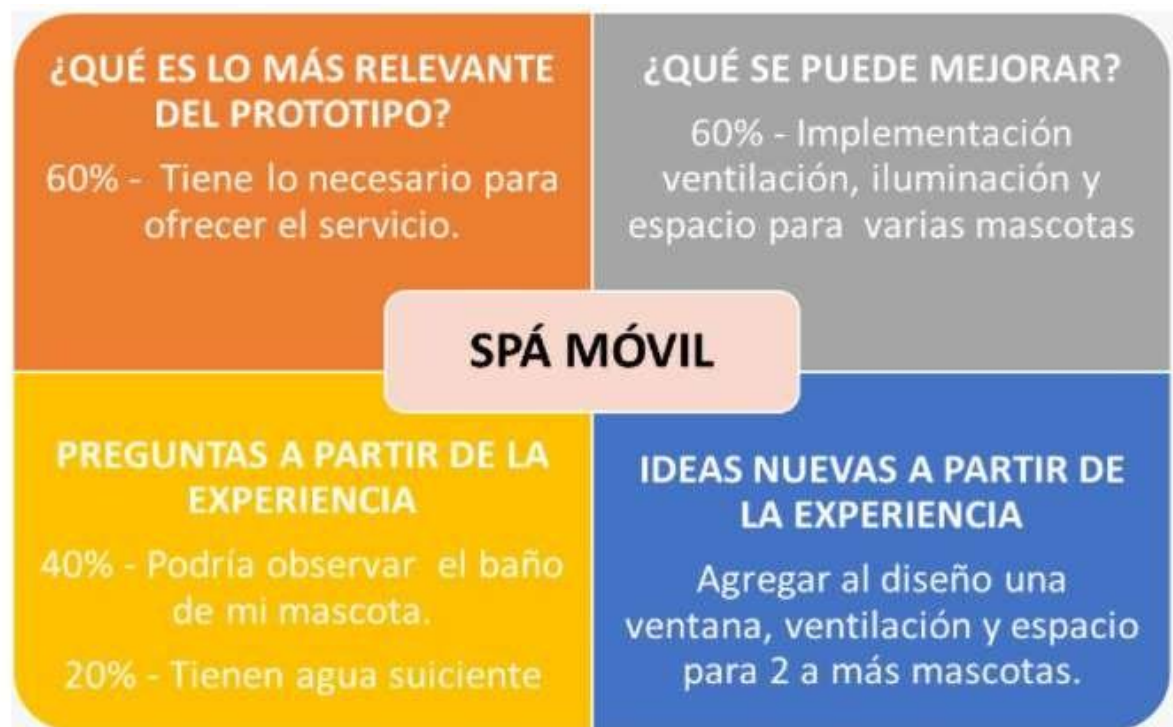 ¿QUÉ ES LO MÁS RELEVANTE
DEL PROTOTIPO?
60% - Tiene lo necesario para
ofrecer el servicio.
¿QUÉ SE PUEDE MEJORAR?
60% - Implementación
ventilación, iluminación y
espacio para varias mascotas
SPÁ MÓVIL
PREGUNTAS A PARTIR DE LA
EXPERIENCIA
40% - Podría observar el baño
de mi mascota.
20% - Tienen agua suiciente
IDEAS NUEVAS A PARTIR DE
LA EXPERIENCIA
Agregar al diseño una
ventana, ventilación y espacio
para 2 a más mascotas.